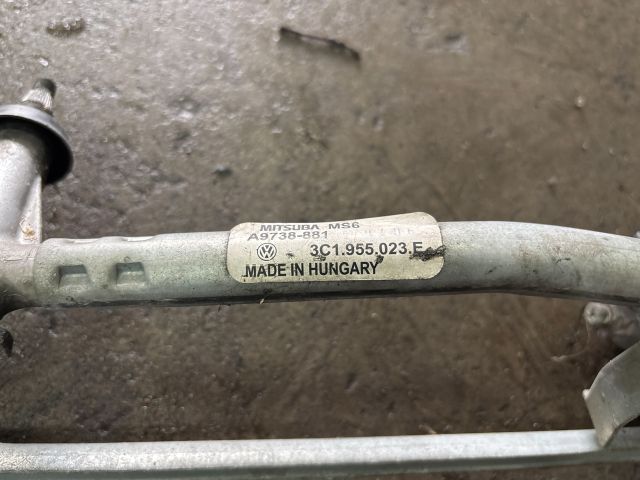 MITSUBA MS6
A9738-881
3C1.955.023.E
MADE IN HUNGARY